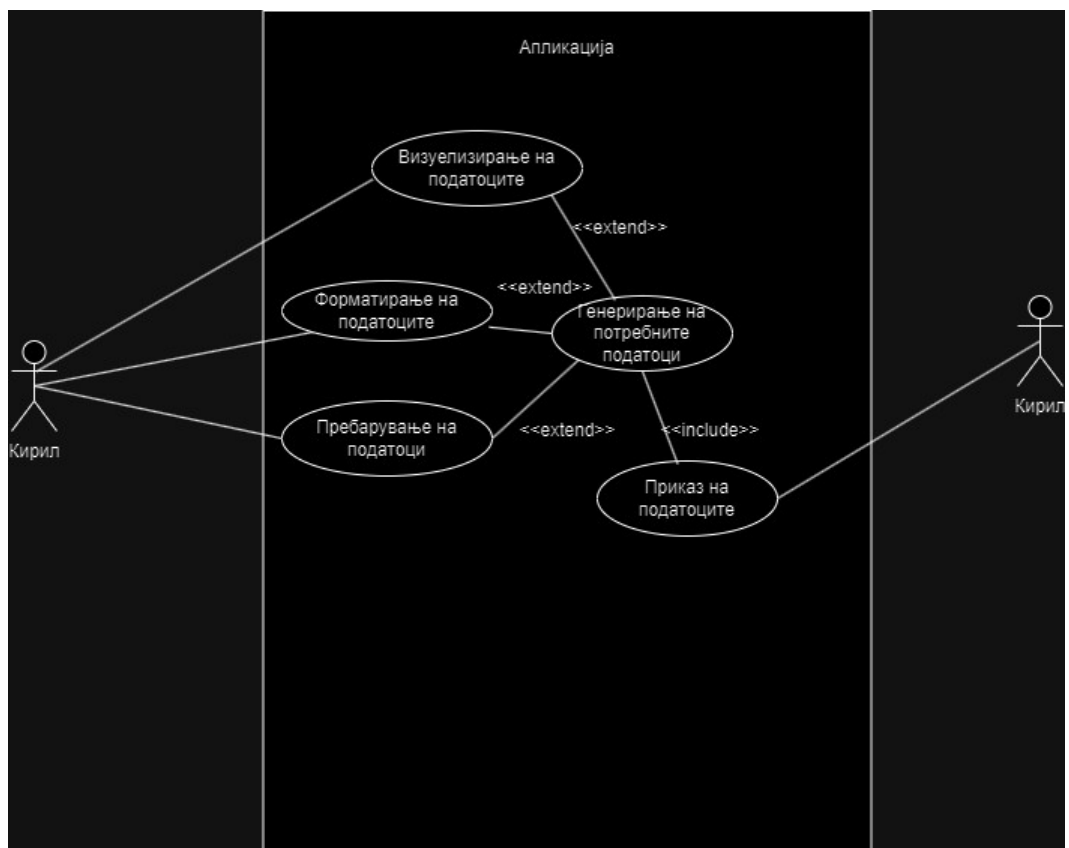 Апликација
Визуелизирање на
податоците
<<extend>>
Форматирање на
податоците
<<extend>>
Генерирање на
потребните
податоци
Пребарување на
податоци
<<extend>>
<<include>>
Приказ на
податоците
Кирил
Кирил